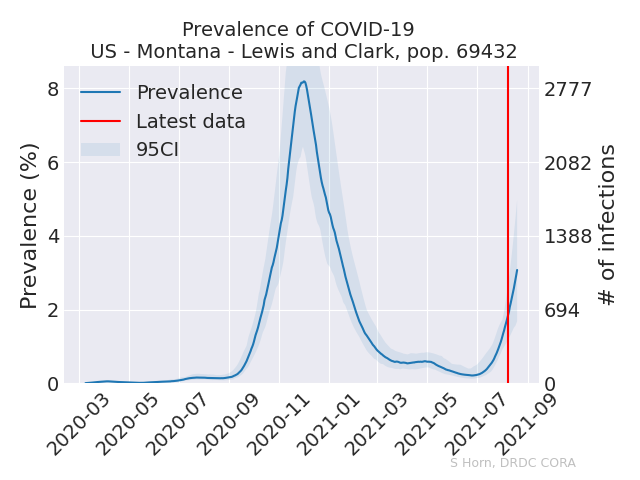 Prevalence of COVID-19
US - Montana - Lewis and Clark, pop. 69432
Prevalence
Latest data
95CI
Prevalence (%)
8
6
4
2
0
2777
2082
1388
694
0
# of infections
2020-03
2020-05
2020-07
2020-09
2020-11
2021-01
2021-03
2021-05
2021-07
2021-09
S Horn, DRDC CORA